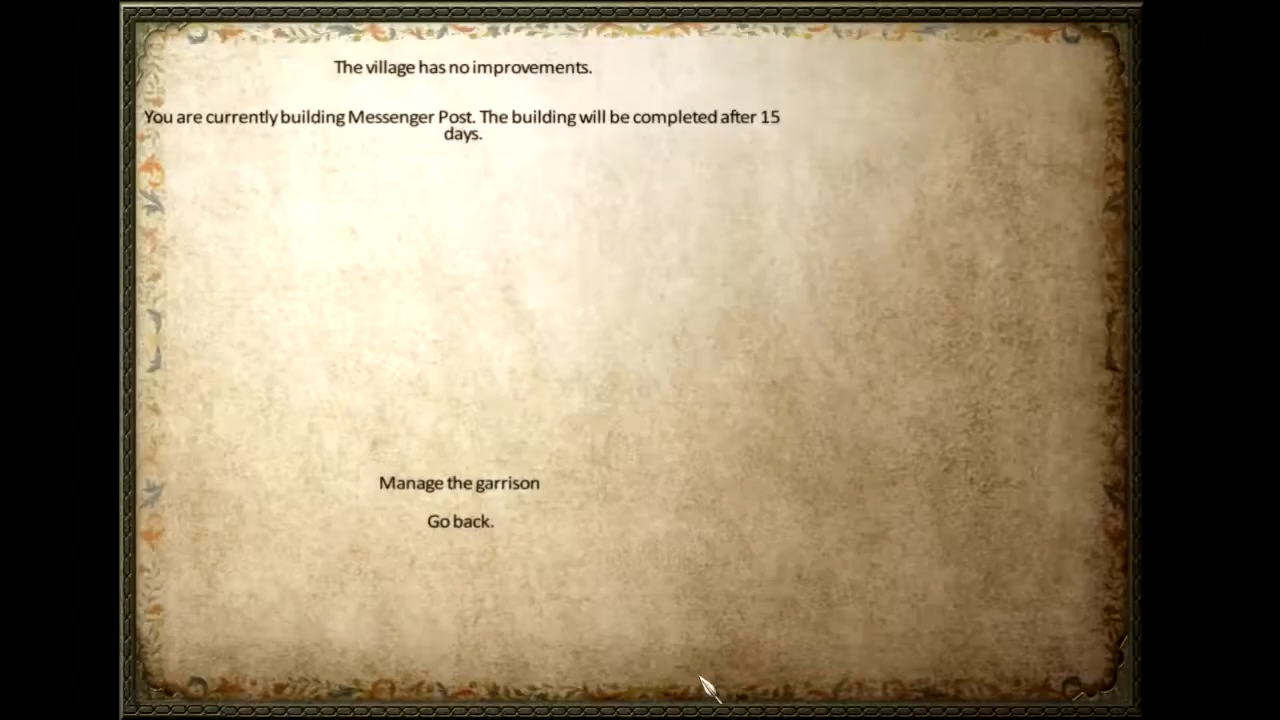 The village has no improvements.
You are currently building Messenger Post. The building will be completed after 15
days.
Manage the garrison
Go back.